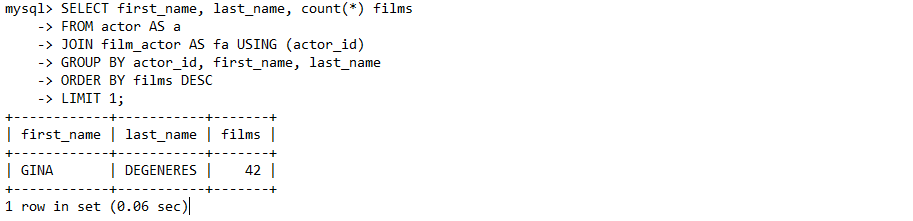 mysql> SELECT first_name, last_name, count(*) films
    -> FROM actor AS a
    -> JOIN film_actor AS fa USING (actor_id)
    -> GROUP BY actor_id, first_name, last_name
    -> ORDER BY films DESC
    -> LIMIT 1;
+------------+-----------+-------+
| first_name | last_name | films |
+------------+-----------+-------+
| GINA       | DEGENERES |    42 |
+------------+-----------+-------+
1 row in set (0.06 sec)